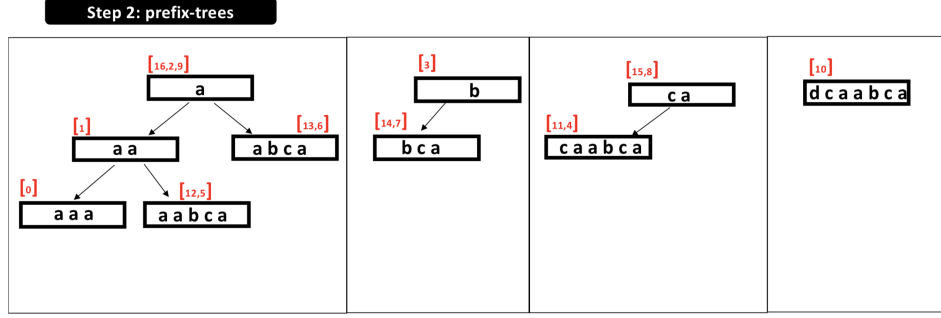 Step 2: prefix-trees
[16,2,9]
a
[1]
a a
[13,6]
a b c a
[0]
a a a
[12,5]
a a b c a
[3]
b
[14,7]
b c a
[15,8]
c a
[11,4]
c a a b c a
[10]
d c a a b c a